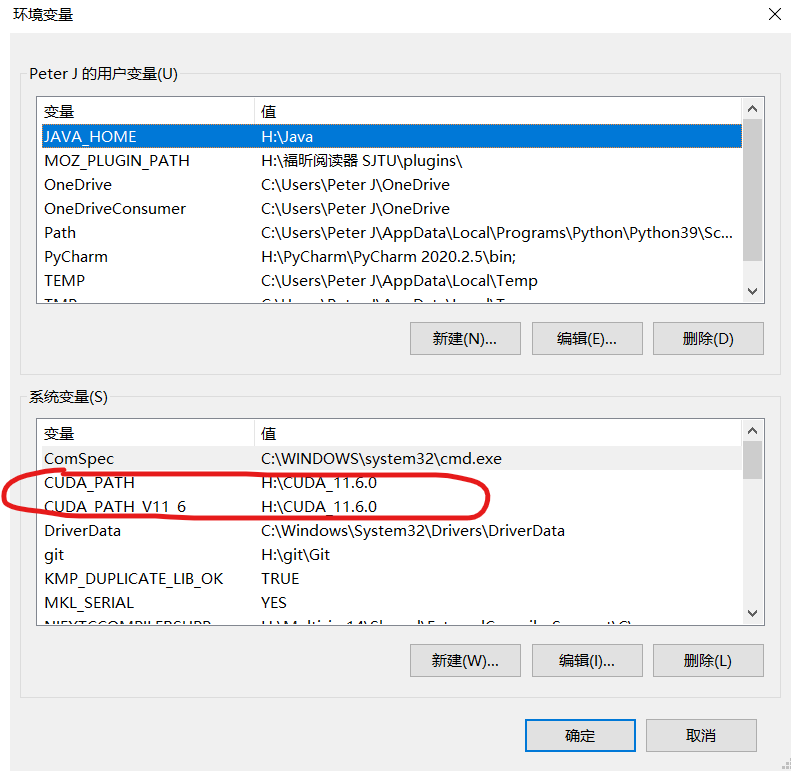 环境变量
Peter J 的用户变量(U)
变量 值
JAVA_HOME H:\Java
MOZ_PLUGIN_PATH H:\福昕阅读器 SJTU\plugins\
OneDrive C:\Users\Peter J\OneDrive
OneDriveConsumer C:\Users\Peter J\OneDrive
Path C:\Users\Peter J\AppData\Local\Programs\Python\Python39\Sc...
PyCharm H:\PyCharm\PyCharm 2020.2.5\bin;
TEMP C:\Users\Peter J\AppData\Local\Temp
新建(N)... 编辑(E)... 删除(D)
系统变量(S)
变量 值
ComSpec C:\WINDOWS\system32\cmd.exe
CUDA_PATH H:\CUDA_11.6.0
CUDA_PATH_V11_6 H:\CUDA_11.6.0
DriverData C:\Windows\System32\Drivers\DriverData
git H:\git\Git
KMP_DUPLICATE_LIB_OK TRUE
MKL_SERIAL YES
新建(W)... 编辑(I)... 删除(L)
确定 取消